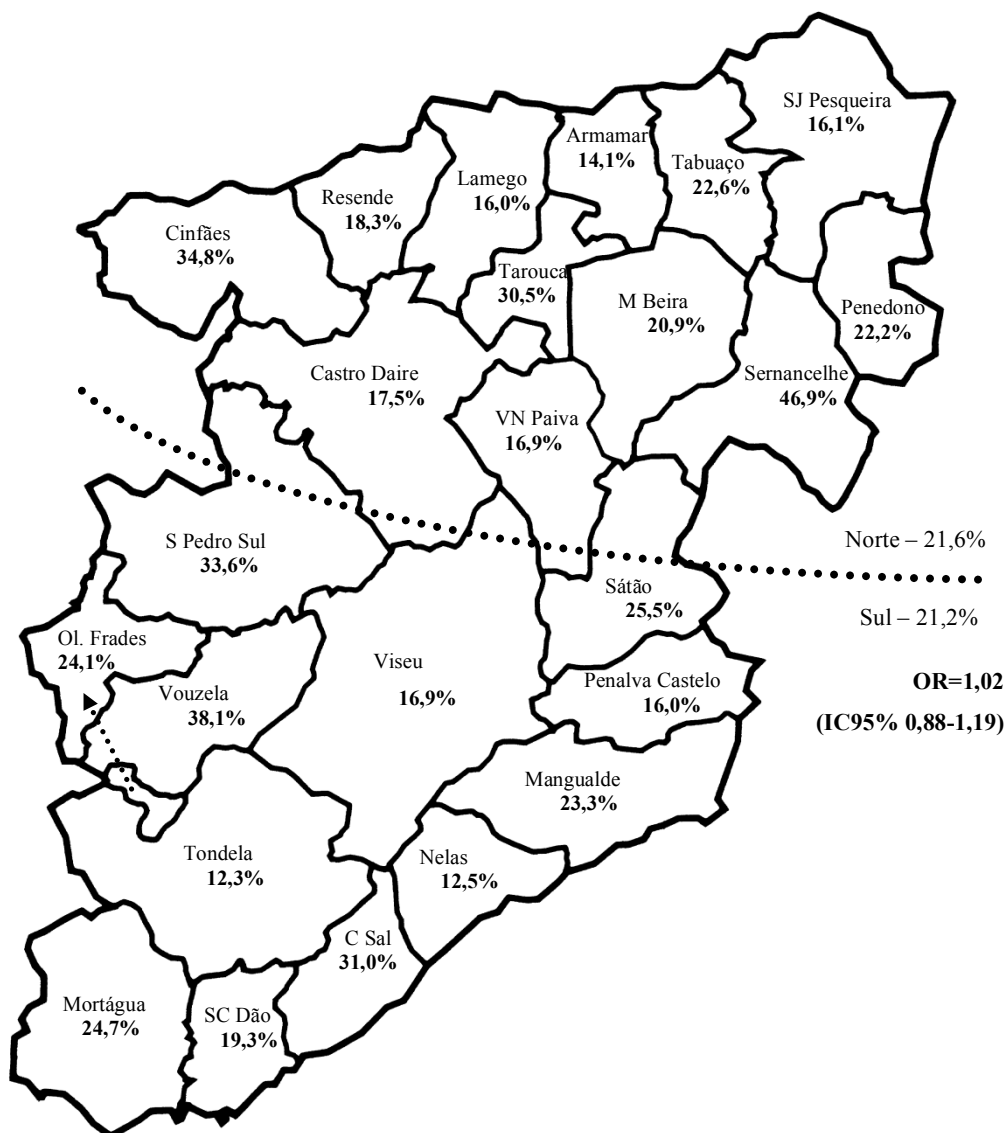 SJ Pesqueira
16,1%
Armamar
14,1%
Tabuaço
22,6%
Lamego
16,0%
Resende
18,3%
Cinfães
34,8%
Tarouca
30,5%
M Beira
20,9%
Penedono
22,2%
Castro Daire
17,5%
Sernancelhe
46,9%
VN Paiva
16,9%
S Pedro Sul
33,6%
Norte – 21,6%
Sátão
25,5%
Sul – 21,2%
Ol. Frades
24,1%
Viseu
16,9%
Vouzela
38,1%
Penalva Castelo
16,0%
OR=1,02
(IC95% 0,88-1,19)
Mangualde
23,3%
Tondela
12,3%
Nelas
12,5%
C Sal
31,0%
Mortágua
24,7%
SC Dão
19,3%